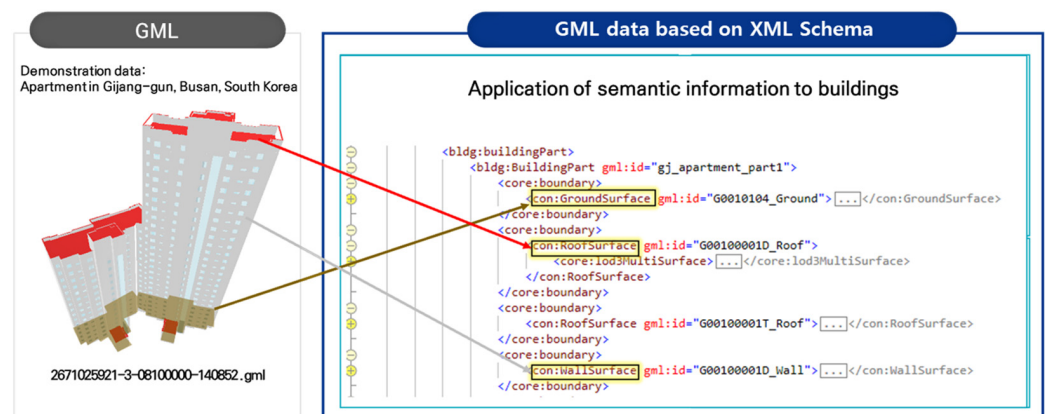 GML
Demonstration data:
Apartment in Gijang-gun, Busan, South Korea
2671025921-3-08100000-140852.gml
GML data based on XML Schema
Application of semantic information to buildings
<bldg:buildingPart>
<bldg:BuildingPart gml:id="gj_apartment_part1">
<core:boundary>
<con:GroundSurface gml:id="G0010104_Ground">...</con:GroundSurface>
</core:boundary>
<core:boundary>
<con:RoofSurface gml:id="G00100001D_Roof">
<core:lod3MultiSurface>...</core:lod3MultiSurface>
</con:RoofSurface>
</core:boundary>
<core:boundary>
<con:RoofSurface gml:id="G00100001T_Roof">...</con:RoofSurface>
</core:boundary>
<core:boundary>
<con:WallSurface gml:id="G00100001D_Wall">...</con:WallSurface>
</core:boundary>